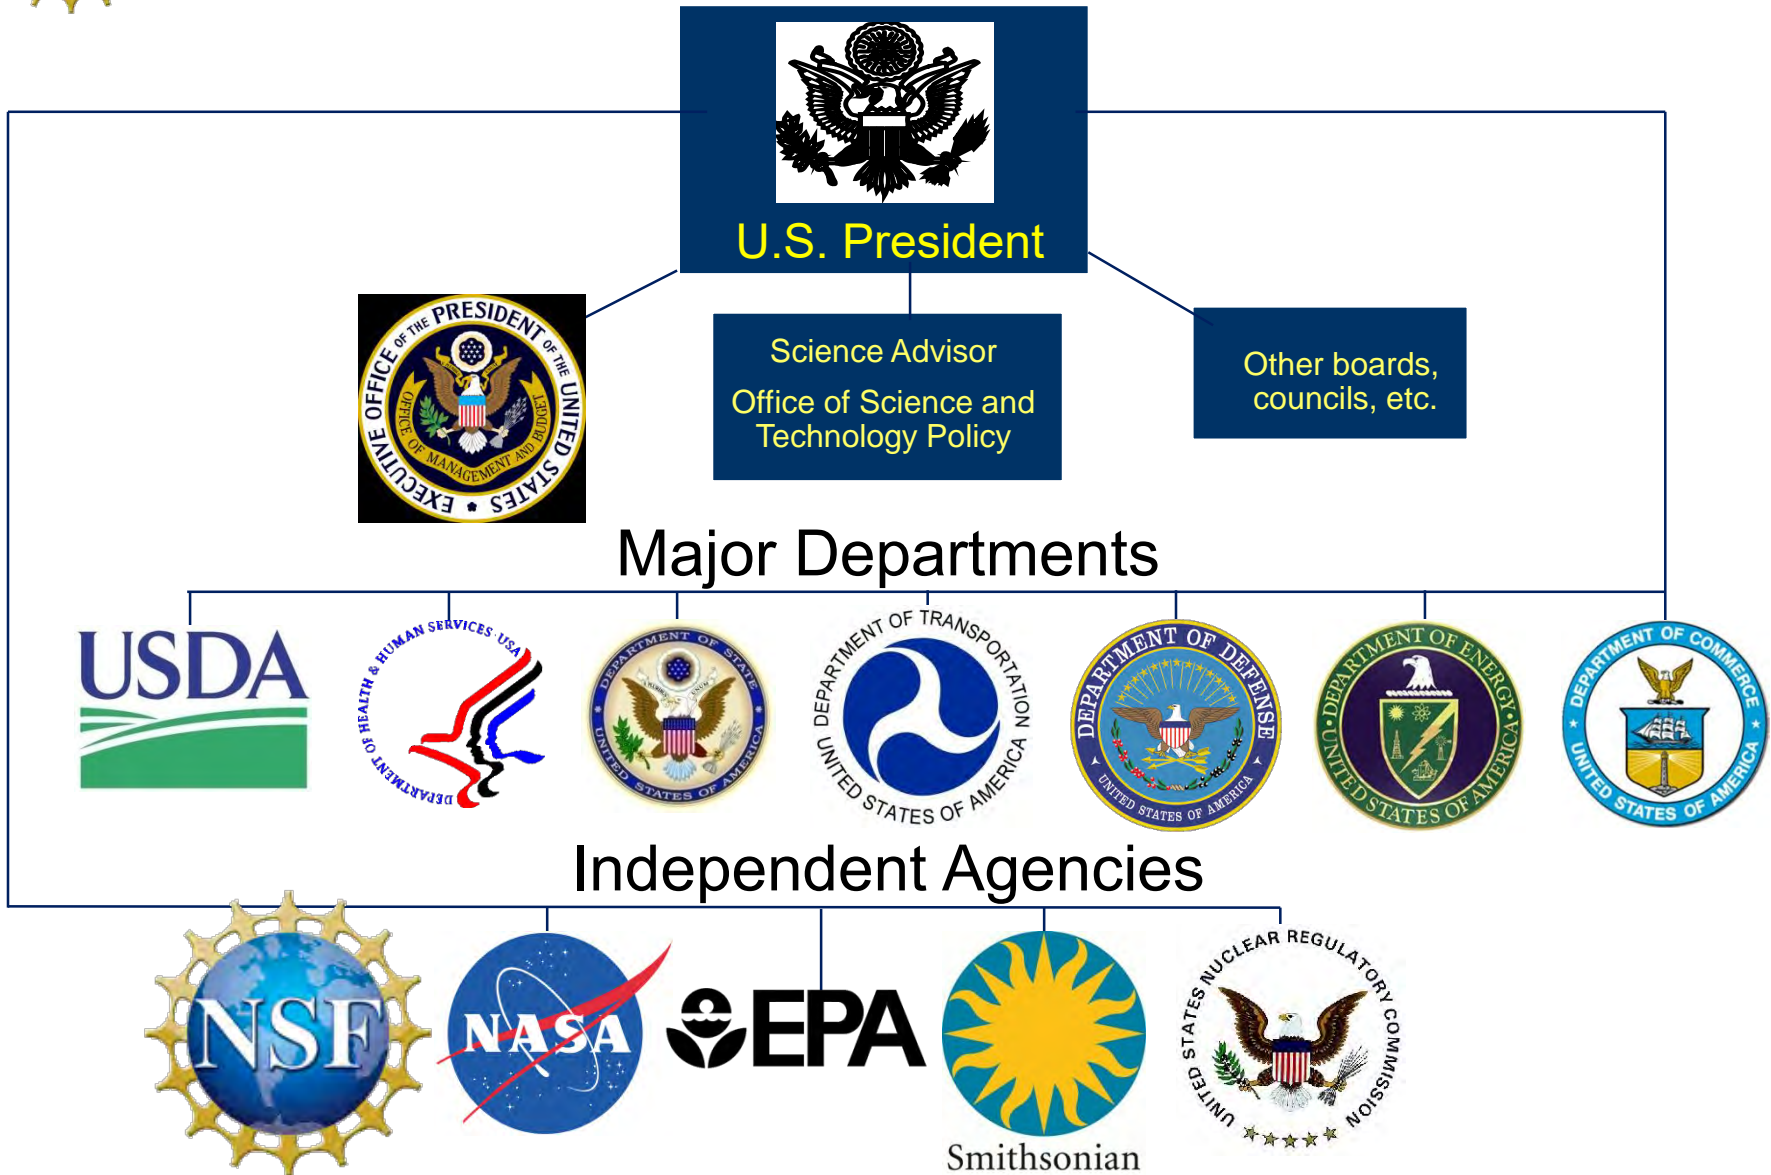 U.S. President
EXECUTIVE OFFICE OF THE PRESIDENT OF THE UNITED STATES
OFFICE OF MANAGEMENT AND BUDGET
Science Advisor
Office of Science and
Technology Policy
Other boards,
councils, etc.
Major Departments
USDA
DEPARTMENT OF HEALTH & HUMAN SERVICES·USA
DEPARTMENT OF STATE
UNITED STATES OF AMERICA
DEPARTMENT OF TRANSPORTATION
UNITED STATES OF AMERICA
DEPARTMENT OF DEFENSE
UNITED STATES OF AMERICA
DEPARTMENT OF ENERGY
UNITED STATES OF AMERICA
DEPARTMENT OF COMMERCE
UNITED STATES OF AMERICA
Independent Agencies
NSF
NASA
EPA
Smithsonian
UNITED STATES NUCLEAR REGULATORY COMMISSION